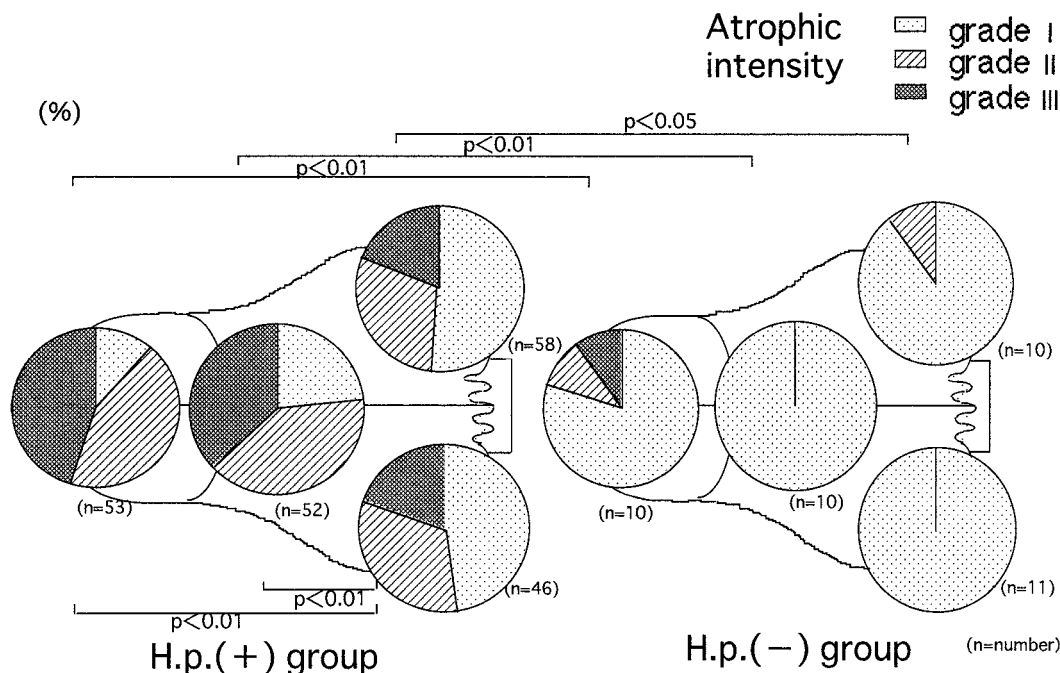 Atrophic
intensity
grade I
grade II
grade III
(%)
p<0.05
p<0.01
p<0.01
(n=58)
(n=10)
(n=53)
(n=52)
(n=10)
(n=10)
(n=46)
(n=11)
p<0.01
p<0.01
H.p.(+) group
H.p.(−) group
(n=number)